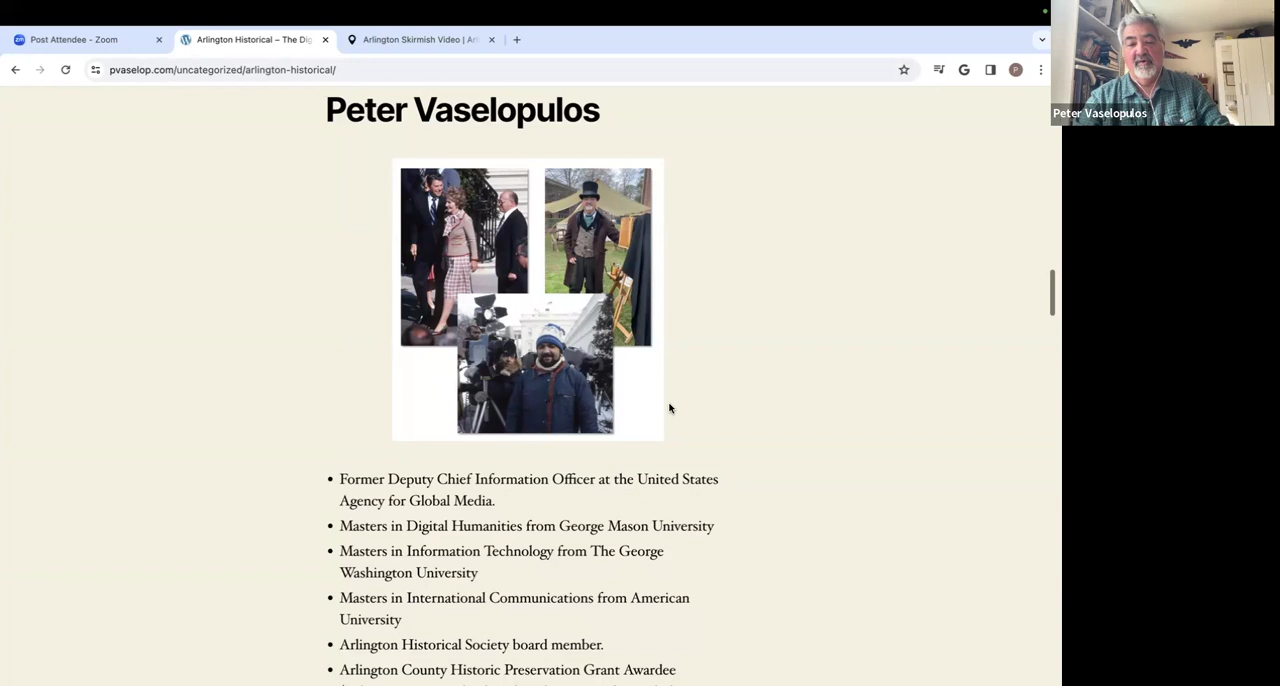 Post Attendee - Zoom
Arlington Historical – The Dig
Arlington Skirmish Video | Arl
pvaselop.com/uncategorized/arlington-historical/
Peter Vaselopulos
Peter Vaselopulos
• Former Deputy Chief Information Officer at the United States
Agency for Global Media.
• Masters in Digital Humanities from George Mason University
• Masters in Information Technology from The George
Washington University
• Masters in International Communications from American
University
• Arlington Historical Society board member.
• Arlington County Historic Preservation Grant Awardee